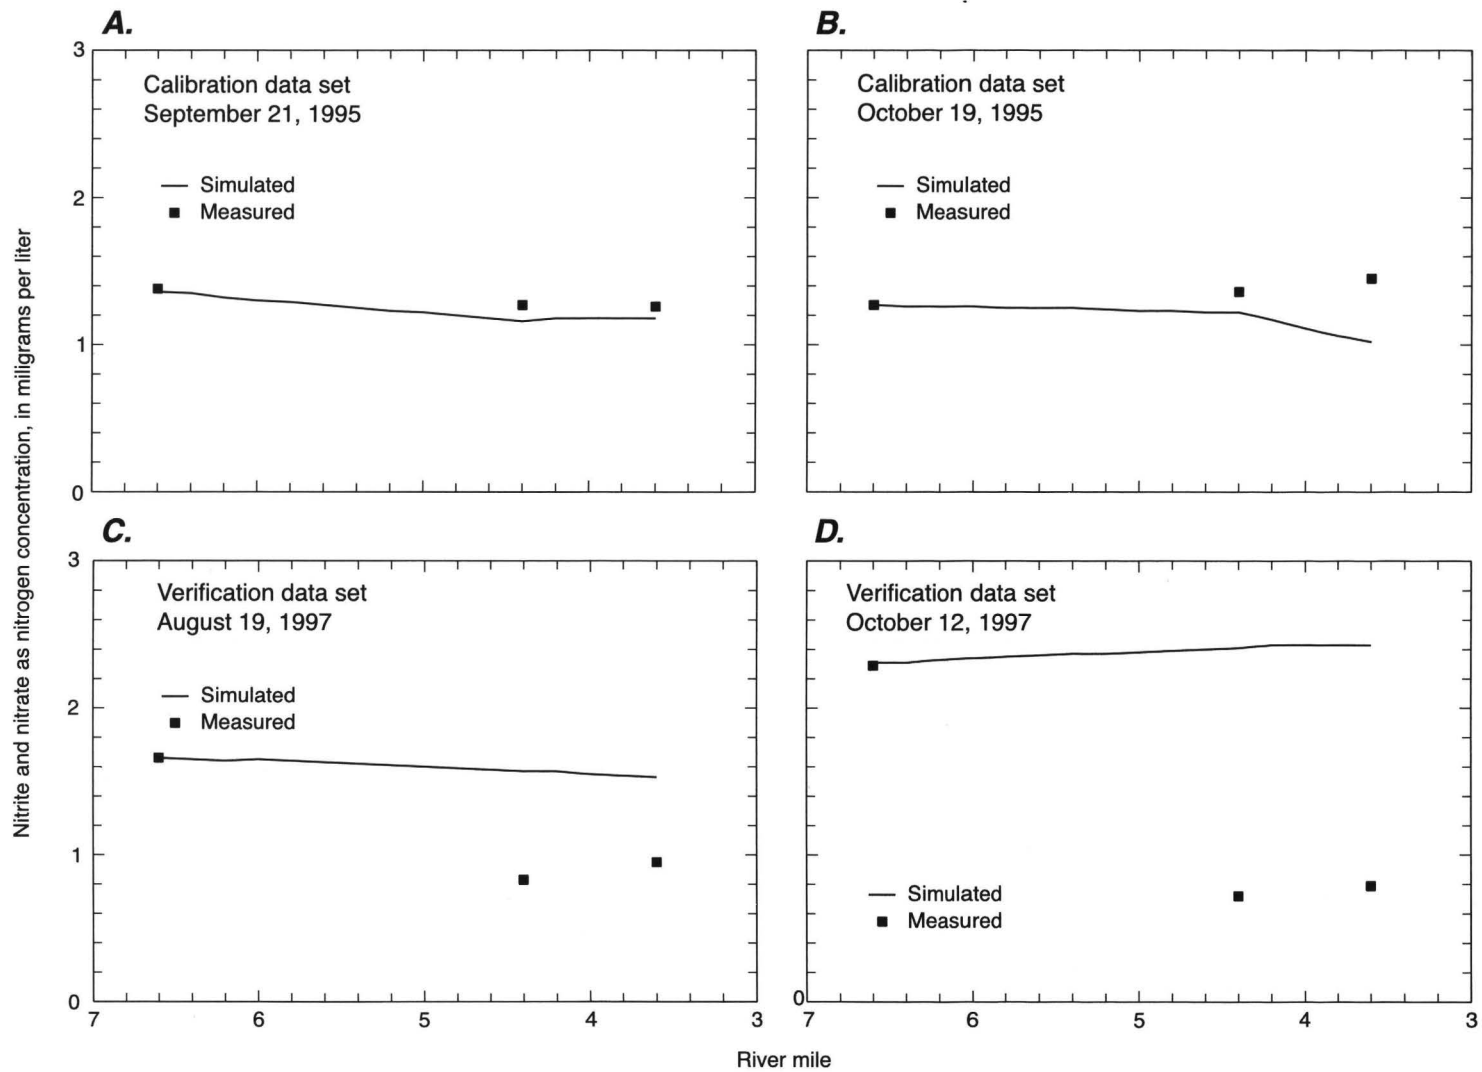 A.
B.
3
2
1
0
Calibration data set
September 21, 1995
Simulated
Measured
Calibration data set
October 19, 1995
Simulated
Measured
Nitrite and nitrate as nitrogen concentration, in miligrams per liter
C.
D.
3
2
1
0
Verification data set
August 19, 1997
Simulated
Measured
Verification data set
October 12, 1997
Simulated
Measured
0
7 6 5 4 3
7 6 5 4 3
River mile